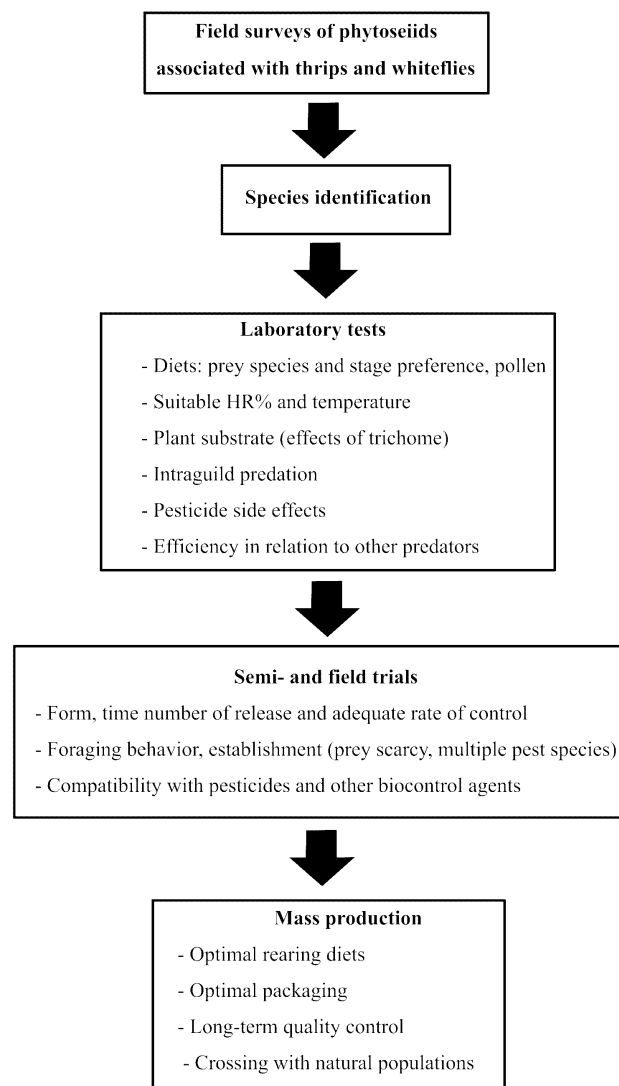 Field surveys of phytoseiids
associated with thrips and whiteflies
Species identification
Laboratory tests
- Diets: prey species and stage preference, pollen
- Suitable HR% and temperature
- Plant substrate (effects of trichome)
- Intraguild predation
- Pesticide side effects
- Efficiency in relation to other predators
Semi- and field trials
- Form, time number of release and adequate rate of control
- Foraging behavior, establishment (prey scarcy, multiple pest species)
- Compatibility with pesticides and other biocontrol agents
Mass production
- Optimal rearing diets
- Optimal packaging
- Long-term quality control
- Crossing with natural populations